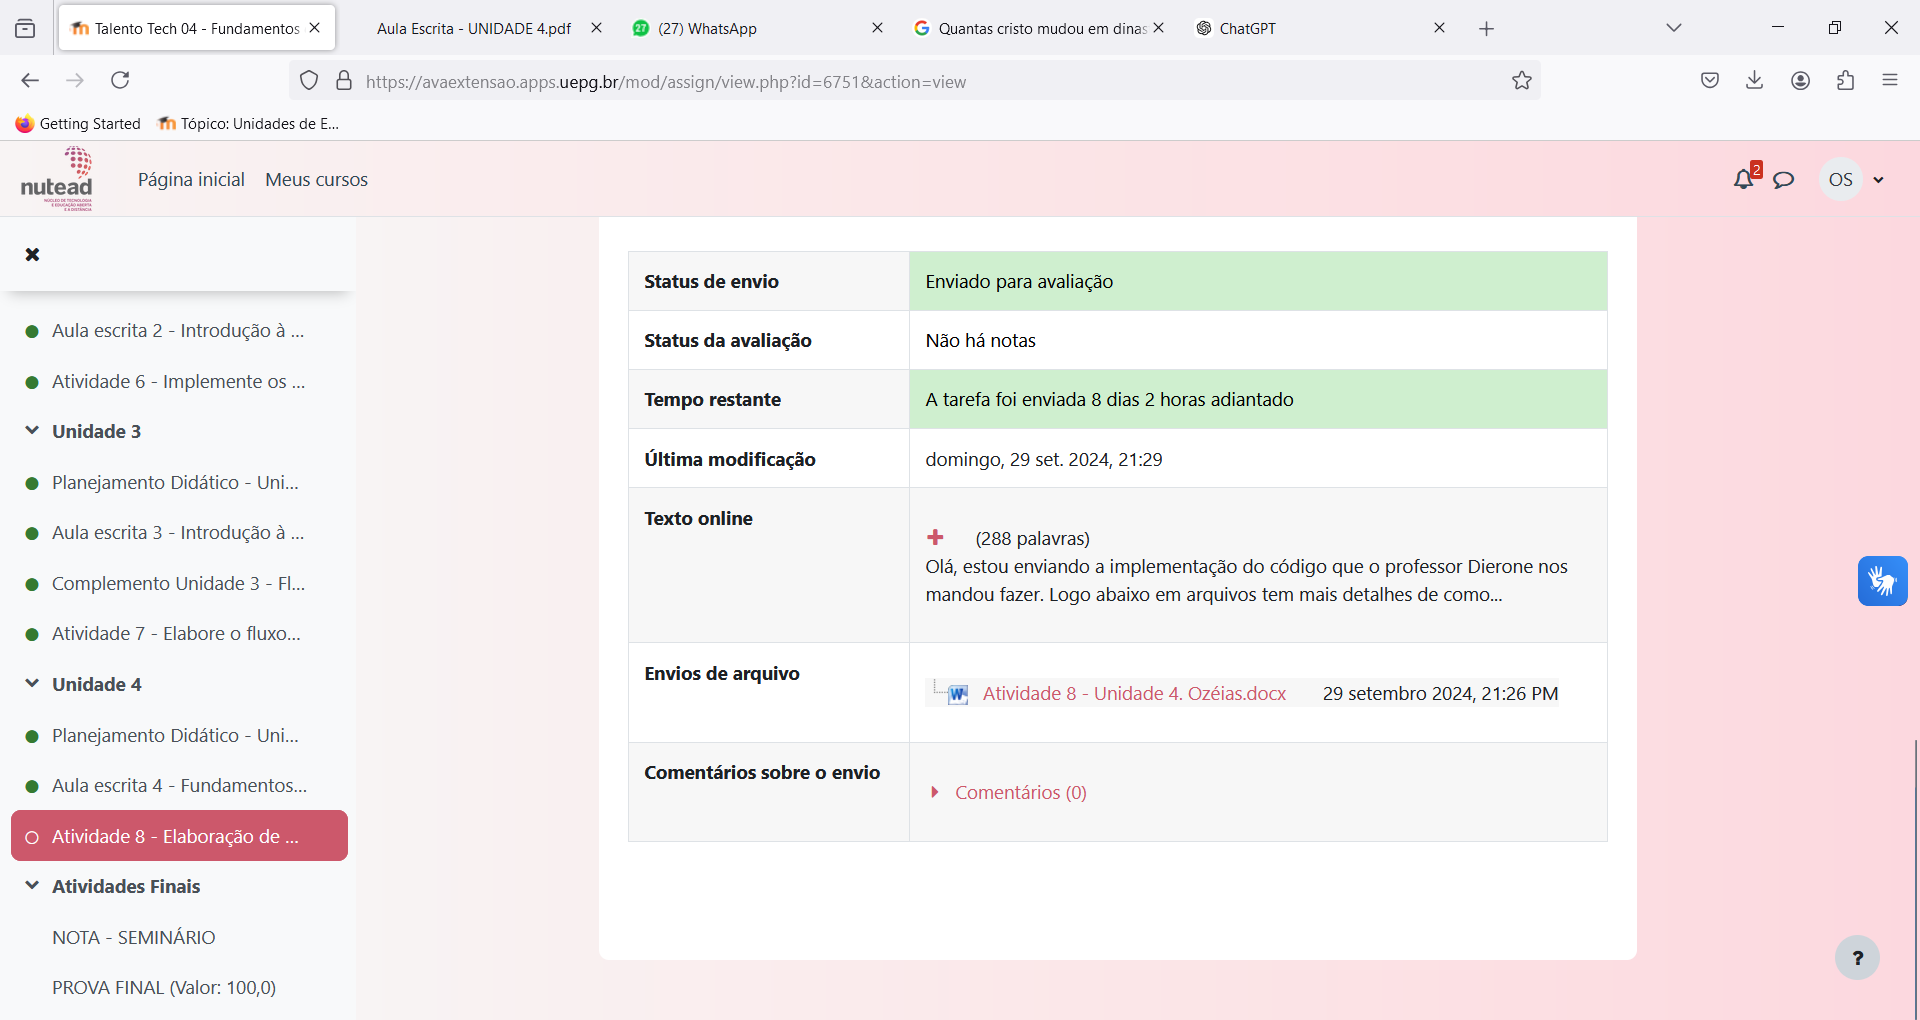 Talento Tech 04 - Fundamentos
Aula Escrita - UNIDADE 4.pdf
27
(27) WhatsApp
Quantas cristo mudou em dinas
ChatGPT
https://avaextensao.apps.uepg.br/mod/assign/view.php?id=6751&action=view
Getting Started
Tópico: Unidades de E...
nutead
NÚCLEO DE TECNOLOGIA
E EDUCAÇÃO ABERTA
E A DISTÂNCIA
Página inicial
Meus cursos
2
OS
Aula escrita 2 - Introdução à ...
Atividade 6 - Implemente os ...
Unidade 3
Planejamento Didático - Uni...
Aula escrita 3 - Introdução à ...
Complemento Unidade 3 - Fl...
Atividade 7 - Elabore o fluxo...
Unidade 4
Planejamento Didático - Uni...
Aula escrita 4 - Fundamentos...
Atividade 8 - Elaboração de ...
Atividades Finais
NOTA - SEMINÁRIO
PROVA FINAL (Valor: 100,0)
Status de envio
Enviado para avaliação
Status da avaliação
Não há notas
Tempo restante
A tarefa foi enviada 8 dias 2 horas adiantado
Última modificação
domingo, 29 set. 2024, 21:29
Texto online
(288 palavras)
Olá, estou enviando a implementação do código que o professor Dierone nos
mandou fazer. Logo abaixo em arquivos tem mais detalhes de como...
Envios de arquivo
W
Atividade 8 - Unidade 4. Ozéias.docx
29 setembro 2024, 21:26 PM
Comentários sobre o envio
Comentários (0)
?